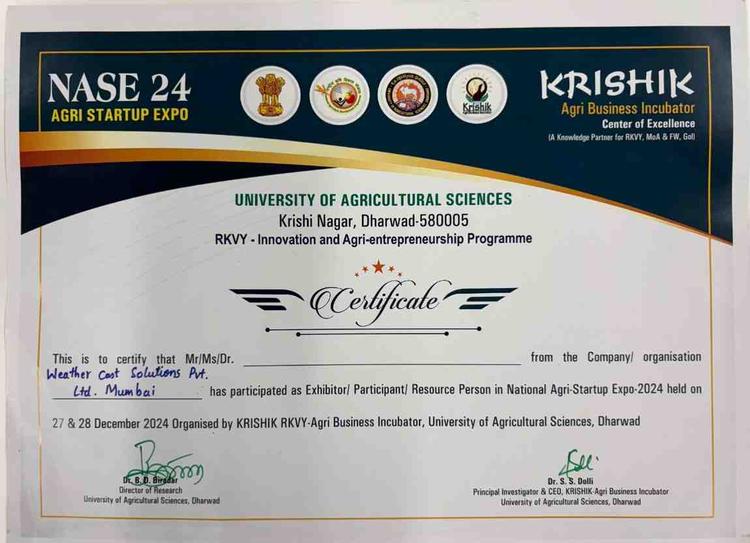 NASE 24
AGRI STARTUP EXPO
Krishik
KRISHIK
Agri Business Incubator
Center of Excellence
(A Knowledge Partner for RKVY, MoA & FW, GoI)
UNIVERSITY OF AGRICULTURAL SCIENCES
Krishi Nagar, Dharwad-580005
RKVY - Innovation and Agri-entrepreneurship Programme
Certificate
This is to certify that Mr/Ms/Dr. from the Company/ organisation
Weather Cast Solutions Pvt.
Ltd. Mumbai has participated as Exhibitor/ Participant/ Resource Person in National Agri-Startup Expo-2024 held on
27 & 28 December 2024 Organised by KRISHIK RKVY-Agri Business Incubator, University of Agricultural Sciences, Dharwad
Dr. B. D. Biradar
Director of Research
University of Agricultural Sciences, Dharwad
Dr. S. S. Dolli
Principal Investigator & CEO, KRISHIK-Agri Business Incubator
University of Agricultural Sciences, Dharwad